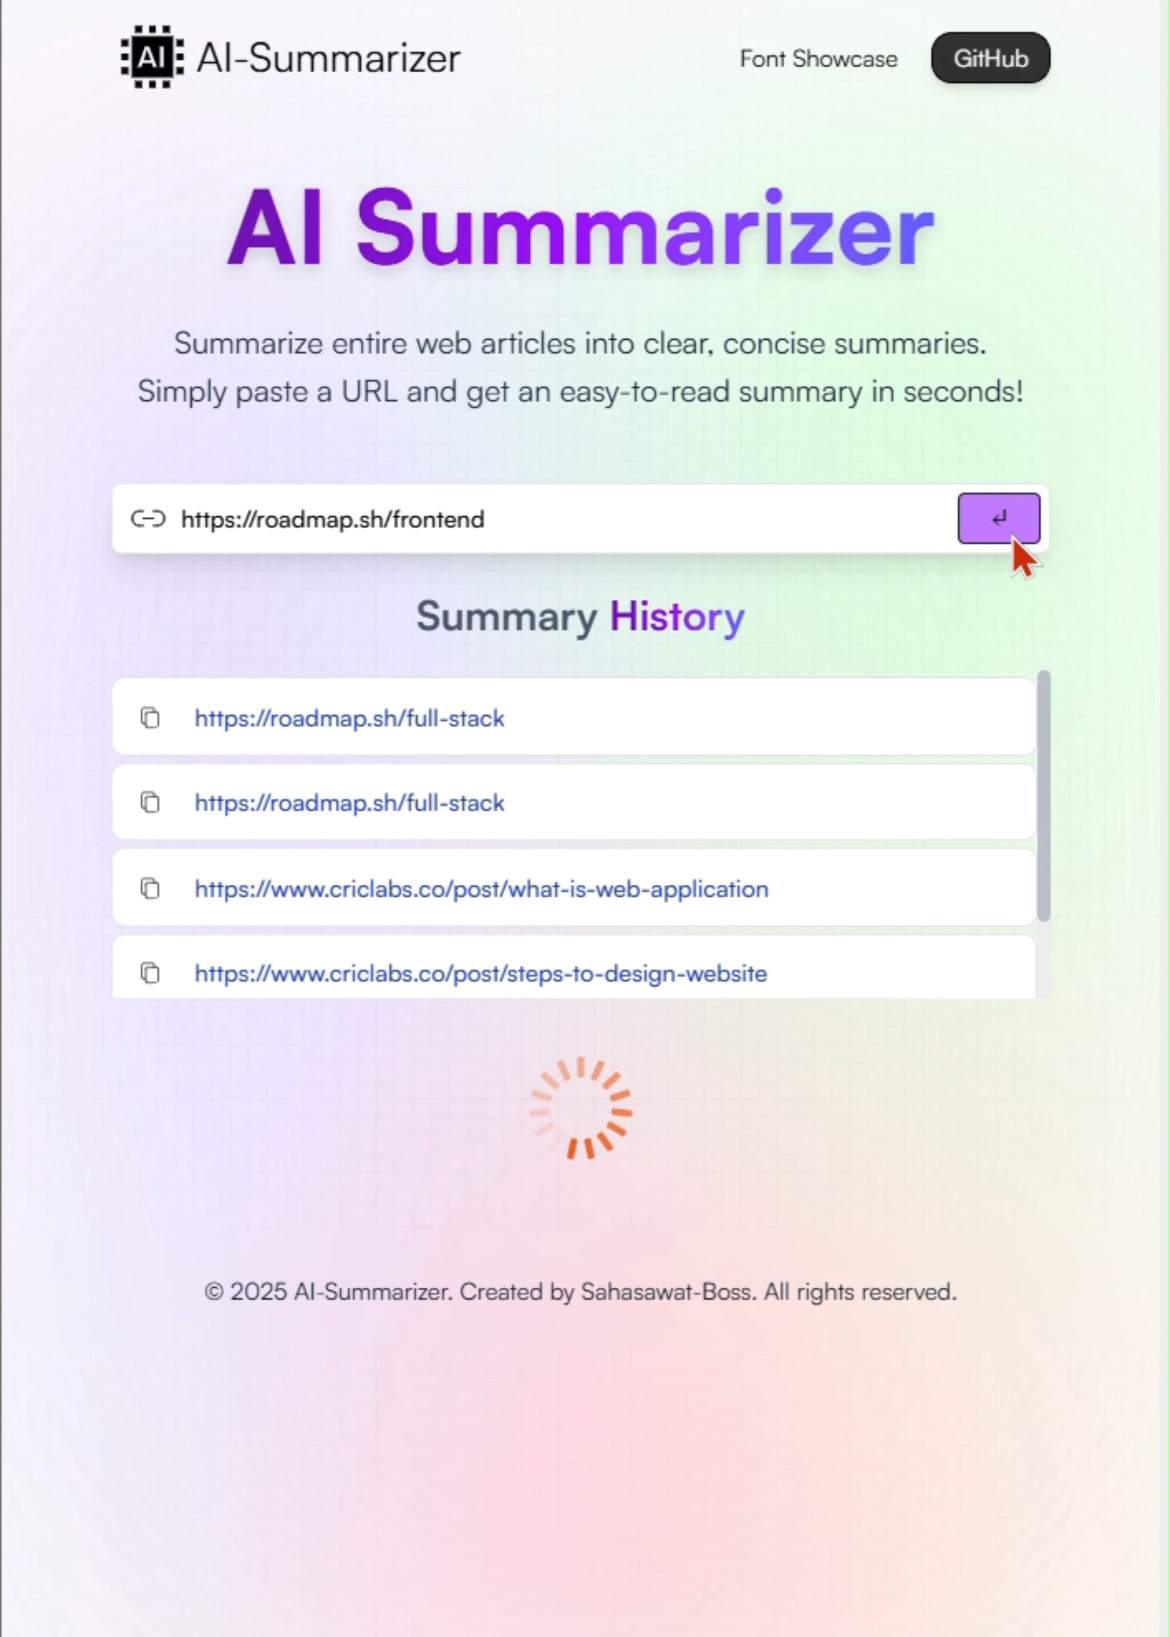 AI AI-Summarizer
Font Showcase
GitHub
AI Summarizer
Summarize entire web articles into clear, concise summaries.
Simply paste a URL and get an easy-to-read summary in seconds!
https://roadmap.sh/frontend
Summary History
https://roadmap.sh/full-stack
https://roadmap.sh/full-stack
https://www.criclabs.co/post/what-is-web-application
https://www.criclabs.co/post/steps-to-design-website
© 2025 AI-Summarizer. Created by Sahasawat-Boss. All rights reserved.